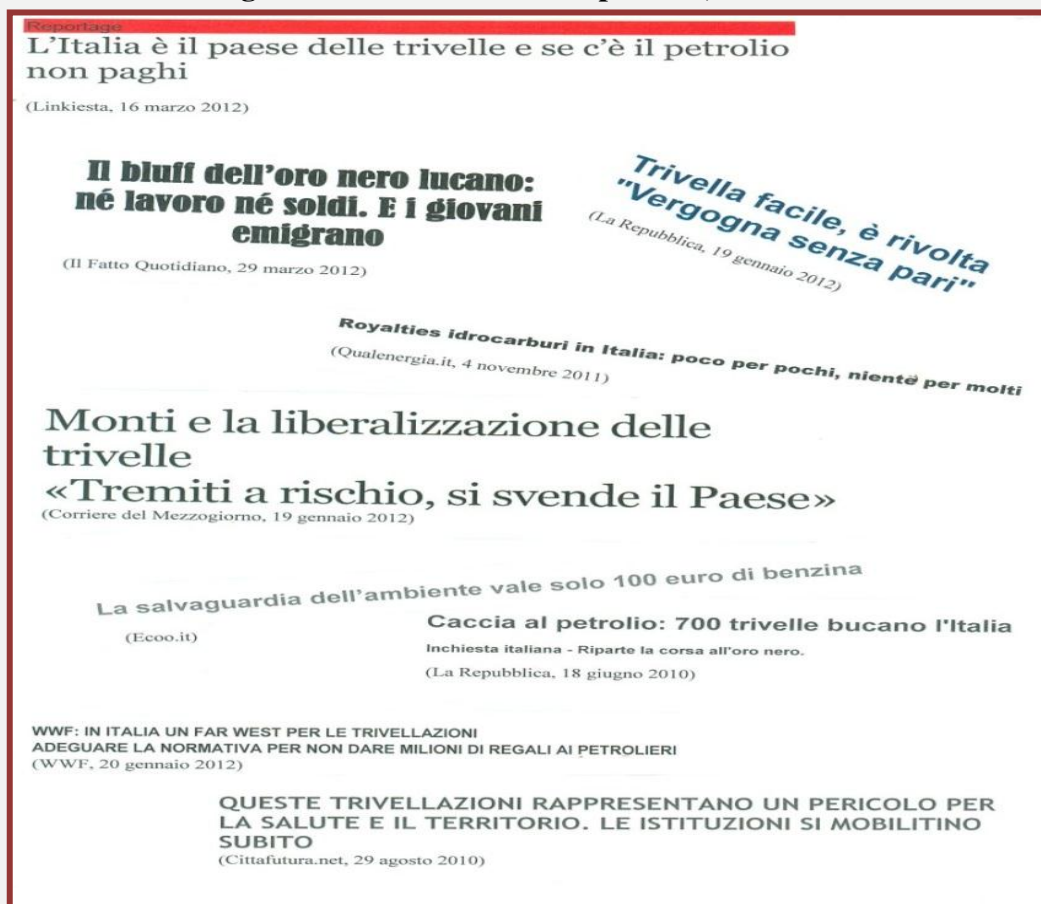 Reportage
L'Italia è il paese delle trivelle e se c'è il petrolio
non paghi
(Linkiesta, 16 marzo 2012)
Il bluff dell'oro nero lucano:
né lavoro né soldi. E i giovani
emigrano
(Il Fatto Quotidiano, 29 marzo 2012)
Trivella facile, è rivolta
"Vergogna senza pari"
(La Repubblica, 19 gennaio 2012)
Royalties idrocarburi in Italia: poco per pochi, niente per molti
(Qualenergia.it, 4 novembre 2011)
Monti e la liberalizzazione delle
trivelle
«Tremiti a rischio, si svende il Paese»
(Corriere del Mezzogiorno, 19 gennaio 2012)
La salvaguardia dell'ambiente vale solo 100 euro di benzina
(Ecoo.it)
Caccia al petrolio: 700 trivelle bucano l'Italia
Inchiesta italiana - Riparte la corsa all'oro nero.
(La Repubblica, 18 giugno 2010)
WWF: IN ITALIA UN FAR WEST PER LE TRIVELLAZIONI
ADEGUARE LA NORMATIVA PER NON DARE MILIONI DI REGALI AI PETROLIERI
(WWF, 20 gennaio 2012)
QUESTE TRIVELLAZIONI RAPPRESENTANO UN PERICOLO PER
LA SALUTE E IL TERRITORIO. LE ISTITUZIONI SI MOBILITINO
SUBITO
(Cittafutura.net, 29 agosto 2010)